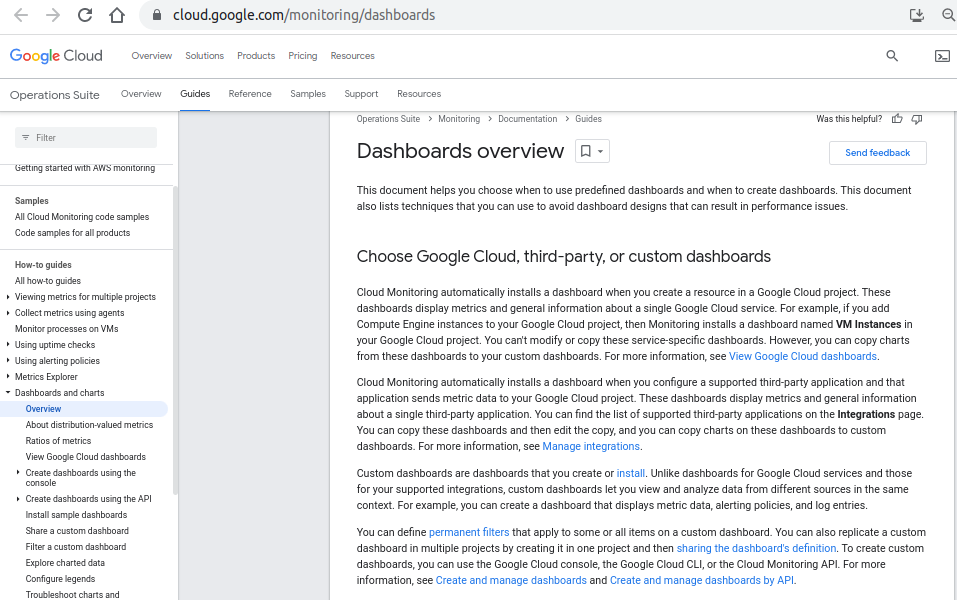 cloud.google.com/monitoring/dashboards
Google Cloud
Overview Solutions Products Pricing Resources
Operations Suite
Overview Guides Reference Samples Support Resources
Filter
Getting started with AWS monitoring
Samples
All Cloud Monitoring code samples
Code samples for all products
How-to guides
All how-to guides
Viewing metrics for multiple projects
Collect metrics using agents
Monitor processes on VMs
Using uptime checks
Using alerting policies
Metrics Explorer
Dashboards and charts
Overview
About distribution-valued metrics
Ratios of metrics
View Google Cloud dashboards
Create dashboards using the
console
Create dashboards using the API
Install sample dashboards
Share a custom dashboard
Filter a custom dashboard
Explore charted data
Configure legends
Troubleshoot charts and
Operations Suite > Monitoring > Documentation > Guides
Was this helpful?
Dashboards overview
Send feedback
This document helps you choose when to use predefined dashboards and when to create dashboards. This document
also lists techniques that you can use to avoid dashboard designs that can result in performance issues.
Choose Google Cloud, third-party, or custom dashboards
Cloud Monitoring automatically installs a dashboard when you create a resource in a Google Cloud project. These
dashboards display metrics and general information about a single Google Cloud service. For example, if you add
Compute Engine instances to your Google Cloud project, then Monitoring installs a dashboard named VM Instances in
your Google Cloud project. You can't modify or copy these service-specific dashboards. However, you can copy charts
from these dashboards to your custom dashboards. For more information, see View Google Cloud dashboards.
Cloud Monitoring automatically installs a dashboard when you configure a supported third-party application and that
application sends metric data to your Google Cloud project. These dashboards display metrics and general information
about a single third-party application. You can find the list of supported third-party applications on the Integrations page.
You can copy these dashboards and then edit the copy, and you can copy charts on these dashboards to custom
dashboards. For more information, see Manage integrations.
Custom dashboards are dashboards that you create or install. Unlike dashboards for Google Cloud services and those
for your supported integrations, custom dashboards let you view and analyze data from different sources in the same
context. For example, you can create a dashboard that displays metric data, alerting policies, and log entries.
You can define permanent filters that apply to some or all items on a custom dashboard. You can also replicate a custom
dashboard in multiple projects by creating it in one project and then sharing the dashboard's definition. To create custom
dashboards, you can use the Google Cloud console, the Google Cloud CLI, or the Cloud Monitoring API. For more
information, see Create and manage dashboards and Create and manage dashboards by API.